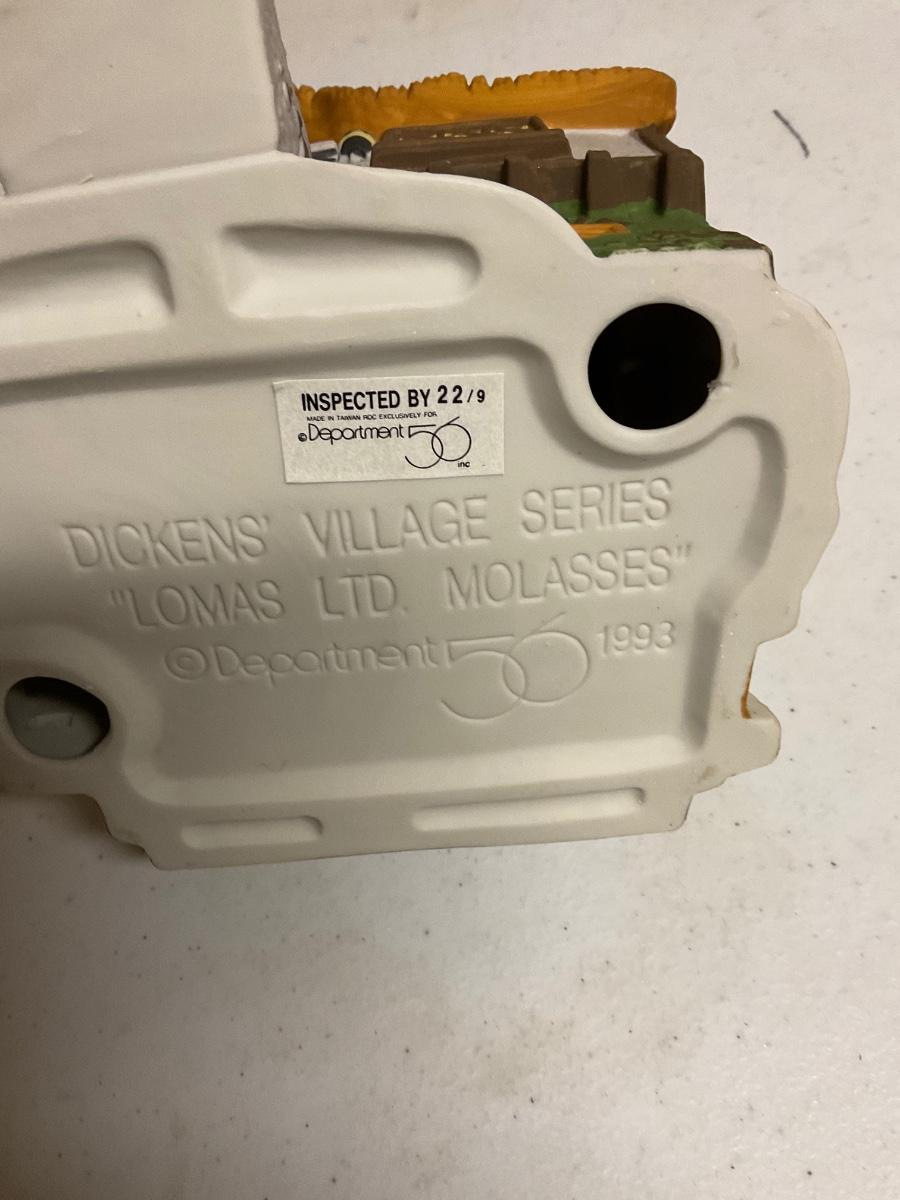 INSPECTED BY 22/9
MADE IN TAIWAN ROC EXCLUSIVELY FOR
©Department 56
inc
DICKENS' VILLAGE SERIES
"LOMAS LTD. MOLASSES"
©Department 56 1993